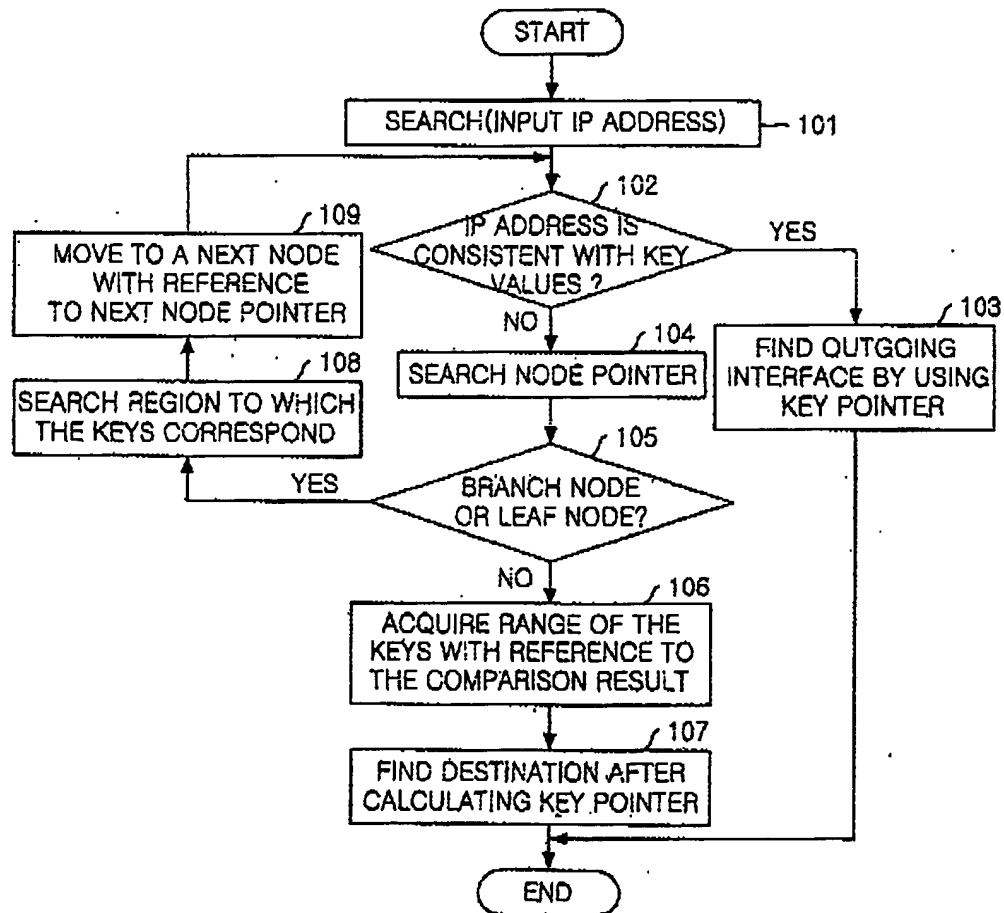 START
SEARCH(INPUT IP ADDRESS)
101
102
IP ADDRESS IS
CONSISTENT WITH KEY
VALUES ?
YES
NO
109
MOVE TO A NEXT NODE
WITH REFERENCE
TO NEXT NODE POINTER
103
FIND OUTGOING
INTERFACE BY USING
KEY POINTER
104
SEARCH NODE POINTER
108
SEARCH REGION TO WHICH
THE KEYS CORRESPOND
105
BRANCH NODE
OR LEAF NODE?
YES
NO
106
ACQUIRE RANGE OF THE
KEYS WITH REFERENCE TO
THE COMPARISON RESULT
107
FIND DESTINATION AFTER
CALCULATING KEY POINTER
END